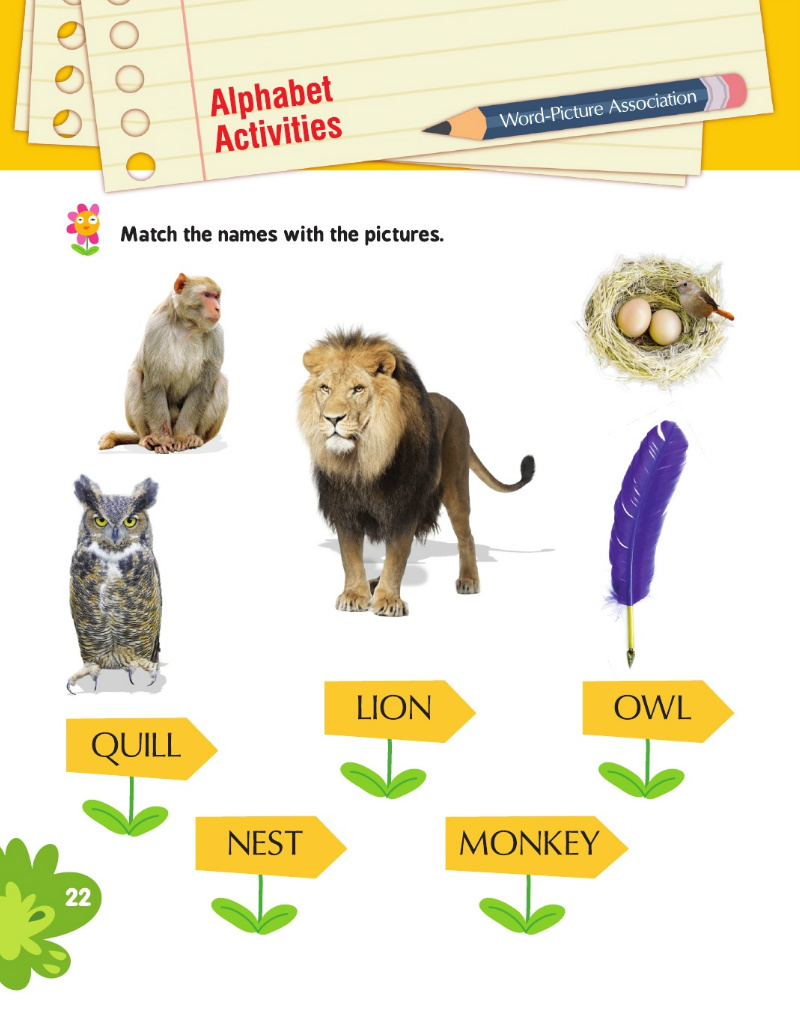 Alphabet
Activities
Word-Picture Association
Match the names with the pictures.
LION
OWL
QUILL
NEST
MONKEY
22